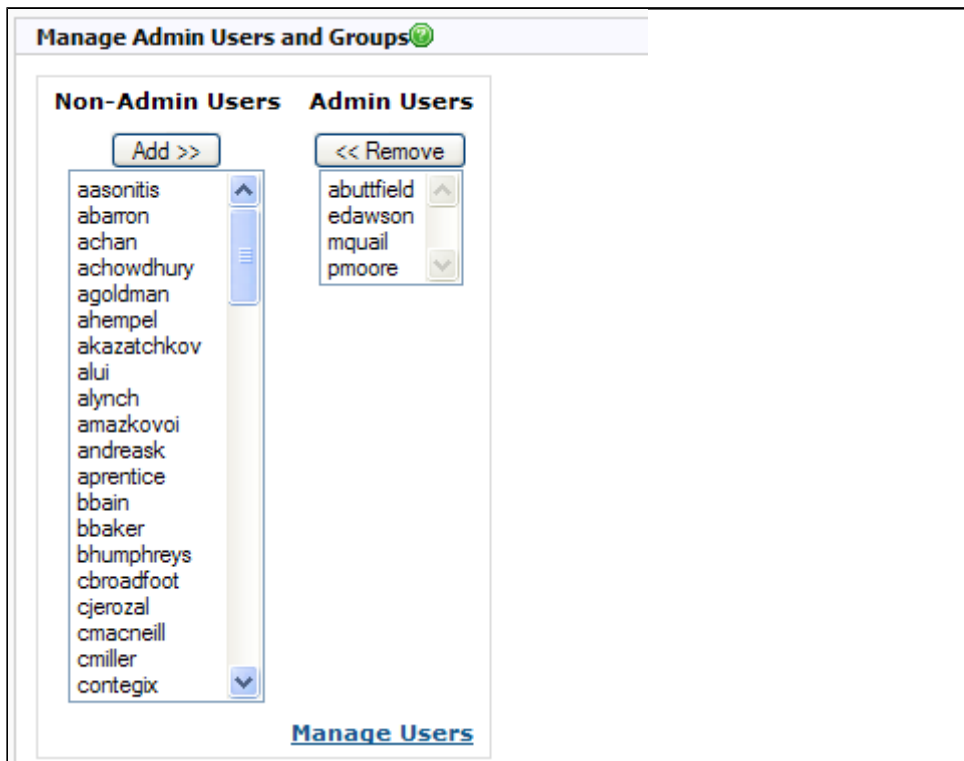 Manage Admin Users and Groups
Non-Admin Users
Add >>
aasonitis
abarron
achan
achowdhury
agoldman
ahempel
akazatchkov
alui
alynch
amazkovoi
andreask
aprentice
bbain
bbaker
bhumphreys
cbroadfoot
cjerozal
cmacneill
cmiller
contegix
Admin Users
<< Remove
abuttfield
edawson
mquail
pmoore
Manage Users